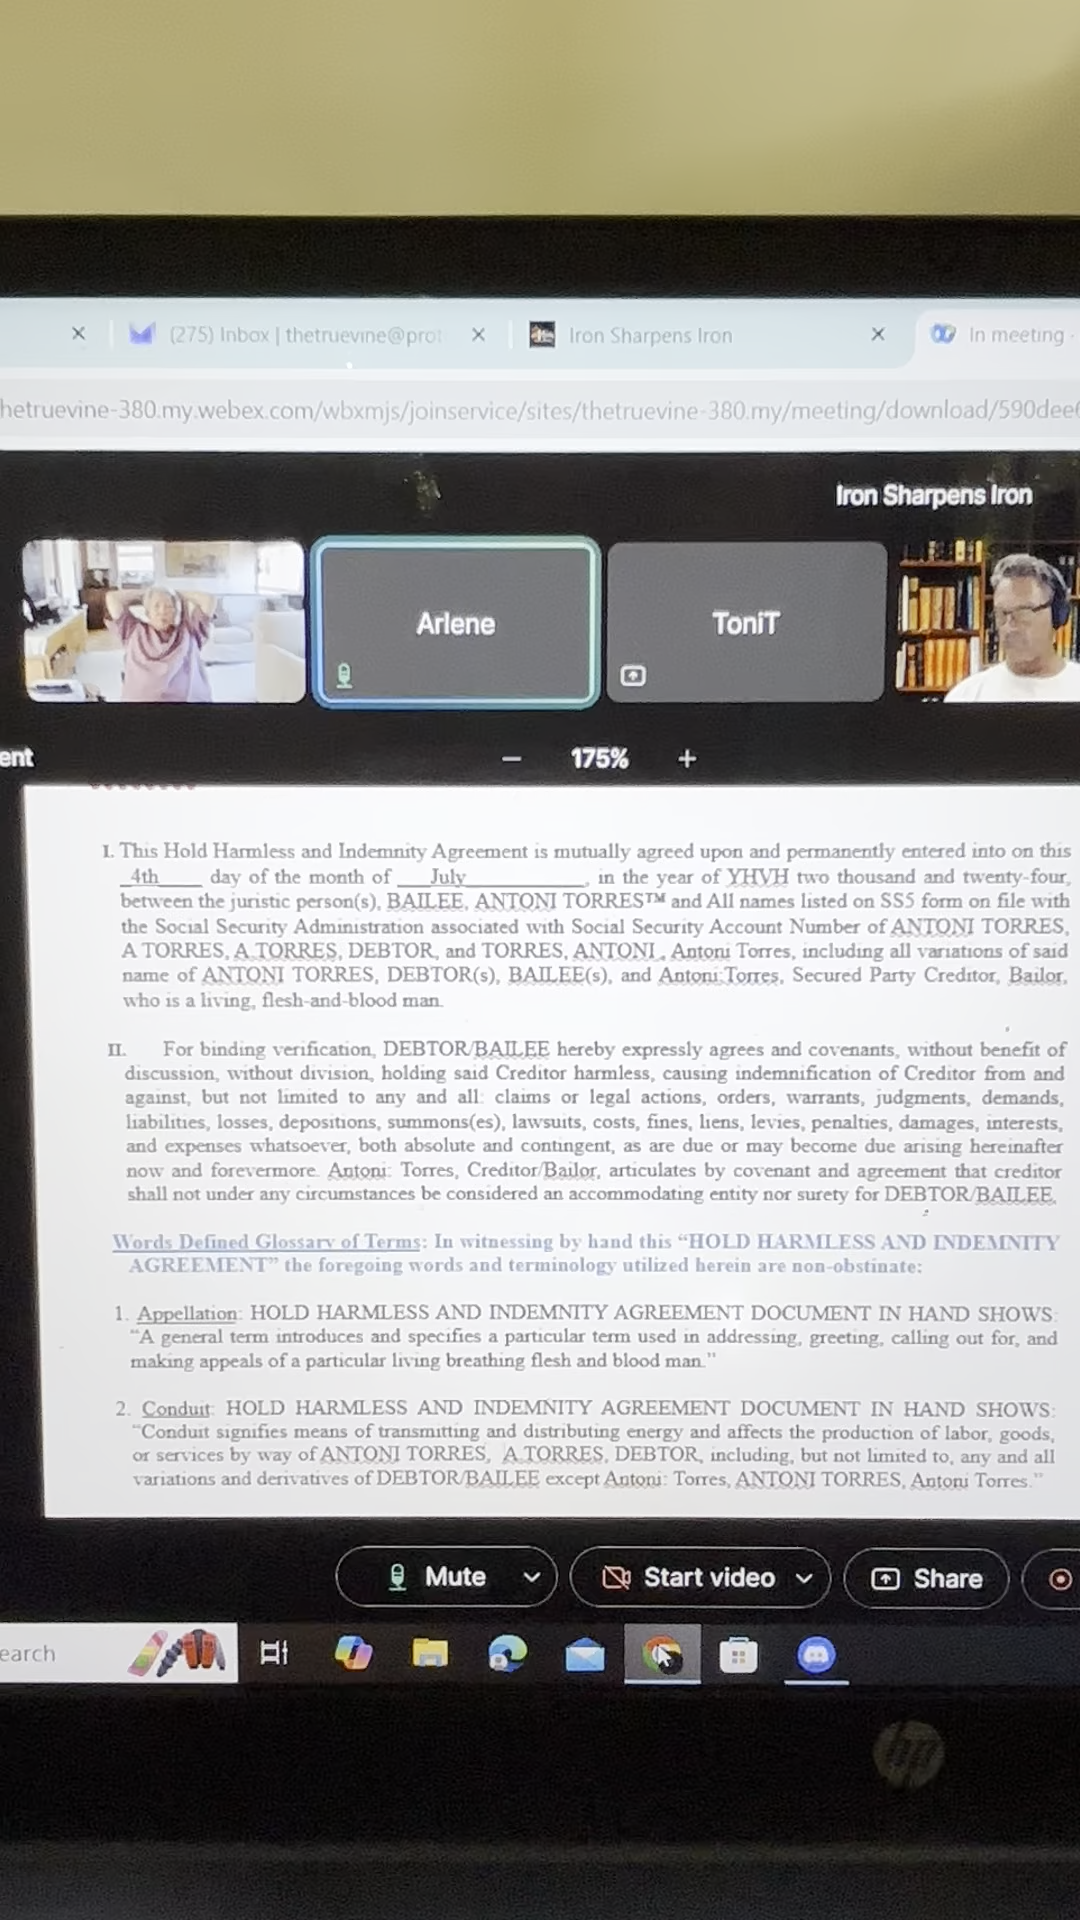 (275) Inbox | thetruevine@prot
Iron Sharpens Iron
In meeting
hetruevine-380.my.webex.com/wbxmjs/joinservice/sites/thetruevine-380.my/meeting/download/590dee
Iron Sharpens Iron
Arlene
ToniT
ent
175%
I. This Hold Harmless and Indemnity Agreement is mutually agreed upon and permanently entered into on this
4th day of the month of July, in the year of YHVH two thousand and twenty-four,
between the juristic person(s), BAILEE, ANTONI TORRES™ and All names listed on SS5 form on file with
the Social Security Administration associated with Social Security Account Number of ANTONI TORRES,
A TORRES, A.TORRES, DEBTOR, and TORRES, ANTONI., Antoni Torres, including all variations of said
name of ANTONI TORRES, DEBTOR(s), BAILEE(s), and Antoni:Torres, Secured Party Creditor, Bailor,
who is a living, flesh-and-blood man.
II. For binding verification, DEBTOR/BAILEE hereby expressly agrees and covenants, without benefit of
discussion, without division, holding said Creditor harmless, causing indemnification of Creditor from and
against, but not limited to any and all: claims or legal actions, orders, warrants, judgments, demands,
liabilities, losses, depositions, summons(es), lawsuits, costs, fines, liens, levies, penalties, damages, interests,
and expenses whatsoever, both absolute and contingent, as are due or may become due arising hereinafter
now and forevermore. Antoni: Torres, Creditor/Bailor, articulates by covenant and agreement that creditor
shall not under any circumstances be considered an accommodating entity nor surety for DEBTOR/BAILEE.
Words Defined Glossary of Terms: In witnessing by hand this “HOLD HARMLESS AND INDEMNITY
AGREEMENT” the foregoing words and terminology utilized herein are non-obstinate:
1. Appellation: HOLD HARMLESS AND INDEMNITY AGREEMENT DOCUMENT IN HAND SHOWS:
“A general term introduces and specifies a particular term used in addressing, greeting, calling out for, and
making appeals of a particular living breathing flesh and blood man.”
2. Conduit: HOLD HARMLESS AND INDEMNITY AGREEMENT DOCUMENT IN HAND SHOWS:
“Conduit signifies means of transmitting and distributing energy and affects the production of labor, goods,
or services by way of ANTONI TORRES, A.TORRES, DEBTOR, including, but not limited to, any and all
variations and derivatives of DEBTOR/BAILEE except Antoni: Torres, ANTONI TORRES, Antoni Torres.”
Mute
Start video
Share
earch
hp